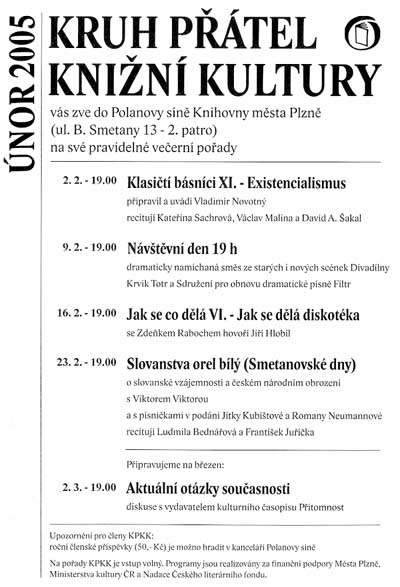 ÚNOR 2005
KRUH PŘÁTEL
KNIŽNÍ KULTURY
vás zve do Polanovy síně Knihovny města Plzně
(ul. B. Smetany 13 - 2. patro)
na své pravidelné večerní pořady
2. 2. - 19.00 Klasičtí básníci XI. - Existencialismus
připravil a uvádí Vladimír Novotný
recitují Kateřina Sachrová, Václav Malina a David A. Šakal
9. 2. - 19.00 Návštěvní den 19 h
dramaticky namíchaná směs ze starých i nových scének Divadílny
Krvik Totr a Sdružení pro obnovu dramatické písně Filtr
16. 2. - 19.00 Jak se co dělá VI. - Jak se dělá diskotéka
se Zdeňkem Rabochem hovoří Jiří Hlobil
23. 2. - 19.00 Slovanstva orel bílý (Smetanovské dny)
o slovanské vzájemnosti a českém národním obrození
s Viktorem Viktorou
a s písničkami v podání Jitky Kubištové a Romany Neumannové
recitují Ludmila Bednářová a František Juřička
Připravujeme na březen:
2. 3. - 19.00 Aktuální otázky současnosti
diskuse s vydavatelem kulturního časopisu Přítomnost
Upozornění pro členy KPKK:
roční členské příspěvky (50,- Kč) je možno hradit v kanceláři Polanovy síně
Na pořady KPKK je vstup volný. Programy jsou realizovány za finanční podpory Města Plzně,
Ministerstva kultury ČR a Nadace Českého literárního fondu.